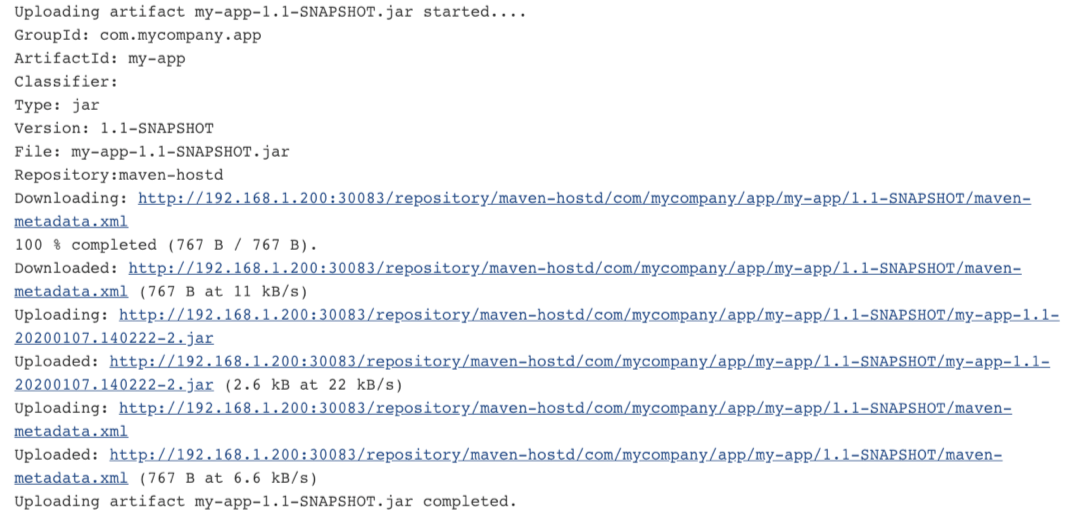 Uploading artifact my-app-1.1-SNAPSHOT.jar started....
GroupId: com.mycompany.app
ArtifactId: my-app
Classifier:
Type: jar
Version: 1.1-SNAPSHOT
File: my-app-1.1-SNAPSHOT.jar
Repository:maven-hostd
Downloading: http://192.168.1.200:30083/repository/maven-hostd/com/mycompany/app/my-app/1.1-SNAPSHOT/maven-
metadata.xml
100 % completed (767 B / 767 B).
Downloaded: http://192.168.1.200:30083/repository/maven-hostd/com/mycompany/app/my-app/1.1-SNAPSHOT/maven-
metadata.xml (767 B at 11 kB/s)
Uploading: http://192.168.1.200:30083/repository/maven-hostd/com/mycompany/app/my-app/1.1-SNAPSHOT/my-app-1.1-
20200107.140222-2.jar
Uploaded: http://192.168.1.200:30083/repository/maven-hostd/com/mycompany/app/my-app/1.1-SNAPSHOT/my-app-1.1-
20200107.140222-2.jar (2.6 kB at 22 kB/s)
Uploading: http://192.168.1.200:30083/repository/maven-hostd/com/mycompany/app/my-app/1.1-SNAPSHOT/maven-
metadata.xml
Uploaded: http://192.168.1.200:30083/repository/maven-hostd/com/mycompany/app/my-app/1.1-SNAPSHOT/maven-
metadata.xml (767 B at 6.6 kB/s)
Uploading artifact my-app-1.1-SNAPSHOT.jar completed.